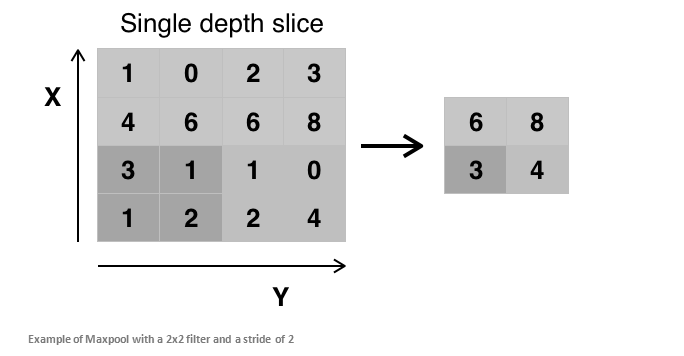 Single depth slice
X
1 0 2 3
4 6 6 8
3 1 1 0
1 2 2 4
6 8
3 4
Y
Example of Maxpool with a 2x2 filter and a stride of 2